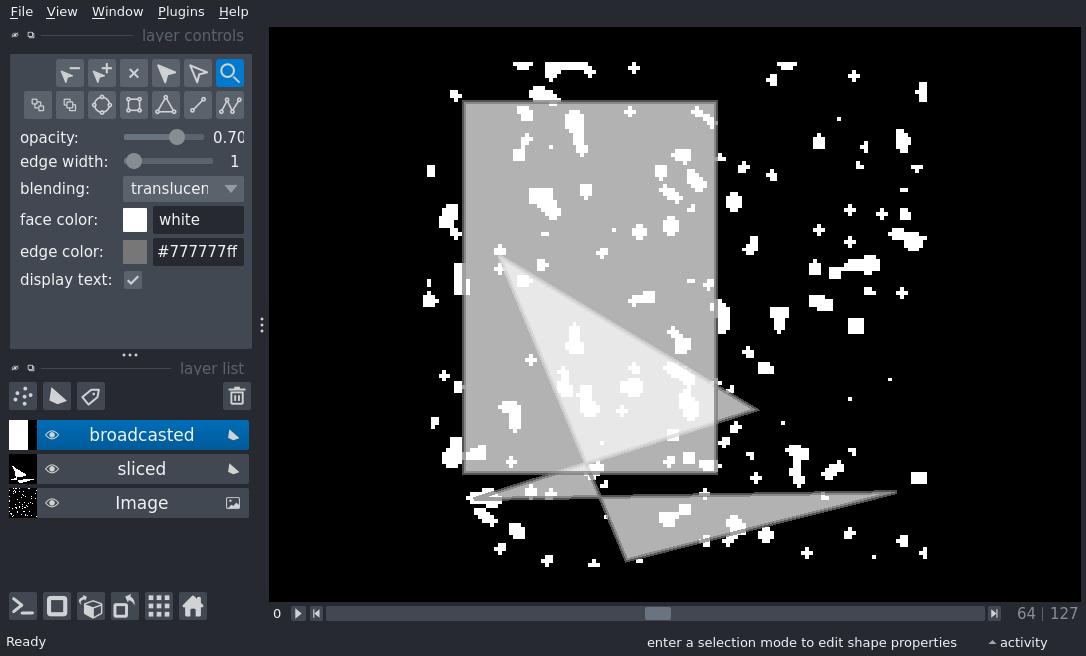 File View Window Plugins Help
layer controls
opacity: 0.70
edge width: 1
blending: translucen
face color: white
edge color: #777777ff
display text:
layer list
broadcasted
sliced
Image
0 64 | 127
Ready enter a selection mode to edit shape properties activity